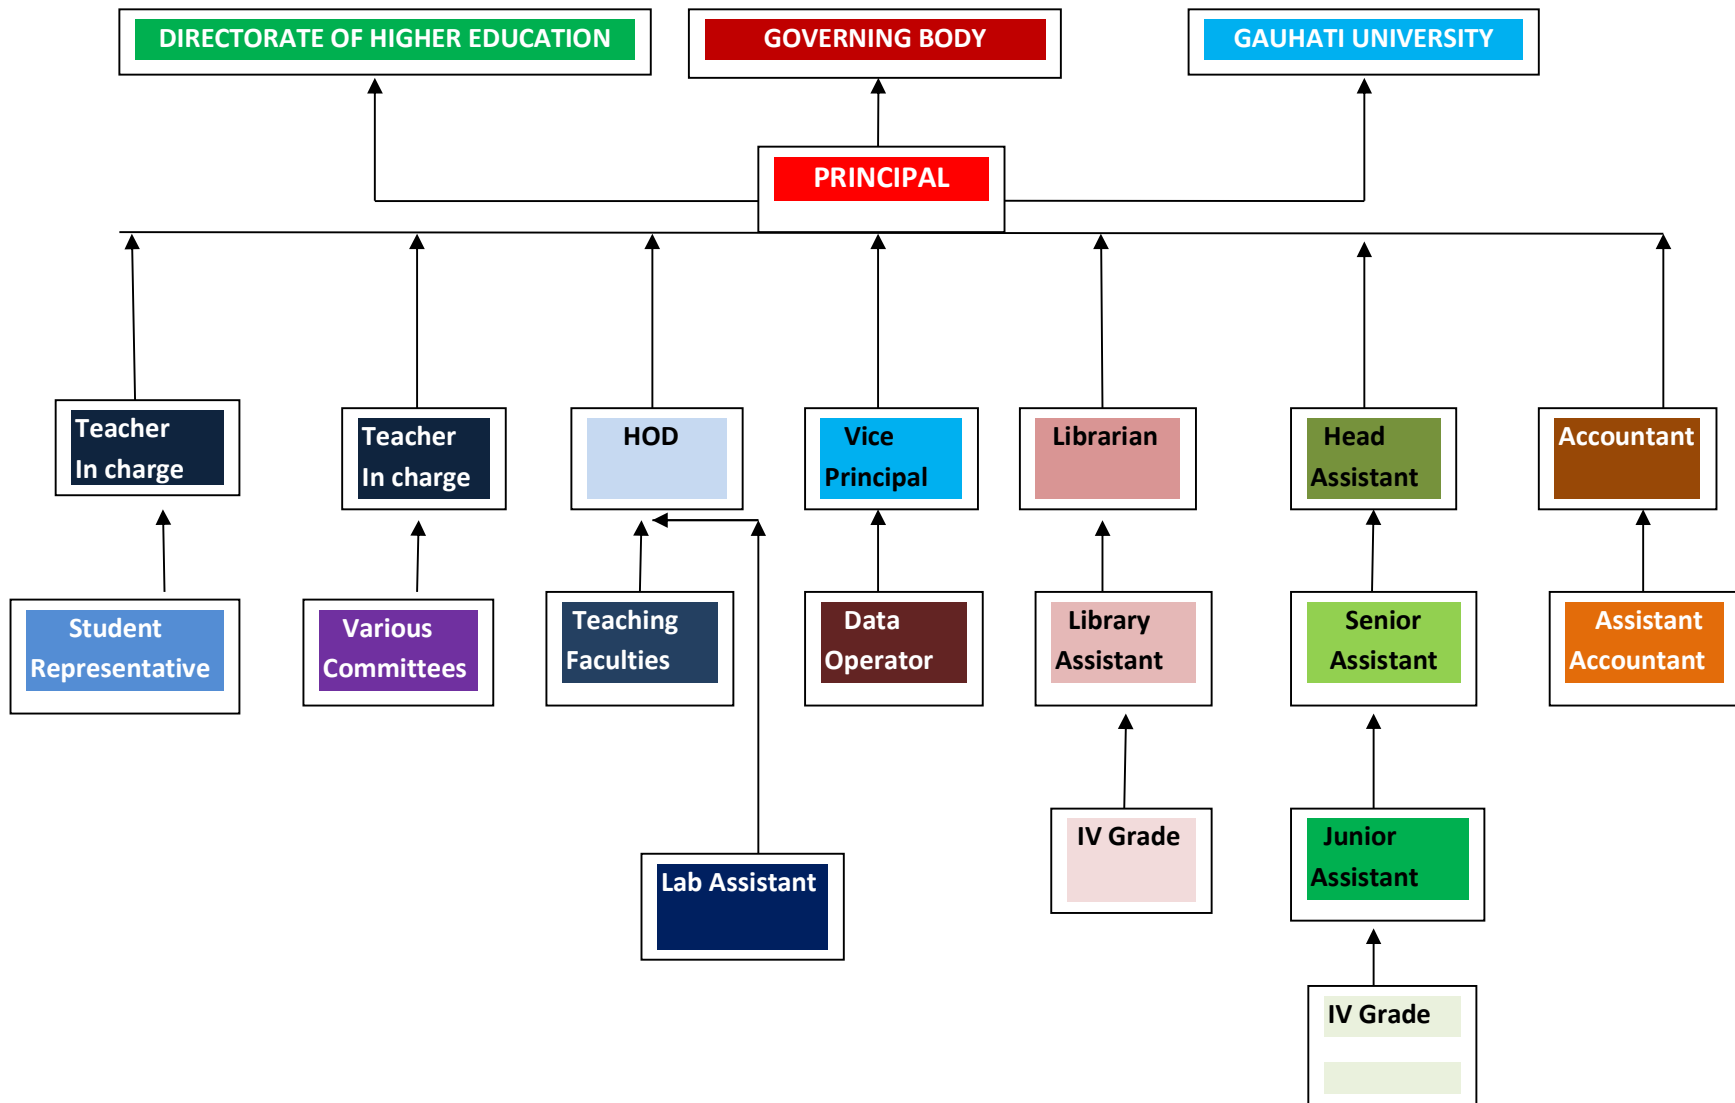 DIRECTORATE OF HIGHER EDUCATION
GOVERNING BODY
GAUHATI UNIVERSITY
PRINCIPAL
Teacher
In charge
Teacher
In charge
HOD
Vice
Principal
Librarian
Head
Assistant
Accountant
Student
Representative
Various
Committees
Teaching
Faculties
Data
Operator
Library
Assistant
Senior
Assistant
Assistant
Accountant
Lab Assistant
IV Grade
Junior
Assistant
IV Grade